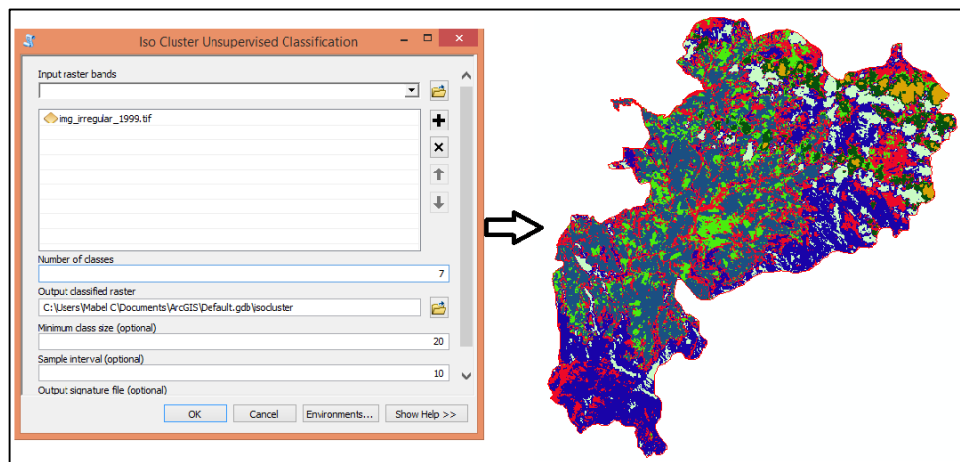 Iso Cluster Unsupervised Classification
Input raster bands
img_irregular_1999.tif
Number of classes
7
Output classified raster
C:\Users\Mabel C\Documents\ArcGIS\Default.gdb\isocluster
Minimum class size (optional)
20
Sample interval (optional)
10
Output signature file (optional)
OK Cancel Environments... Show Help >>